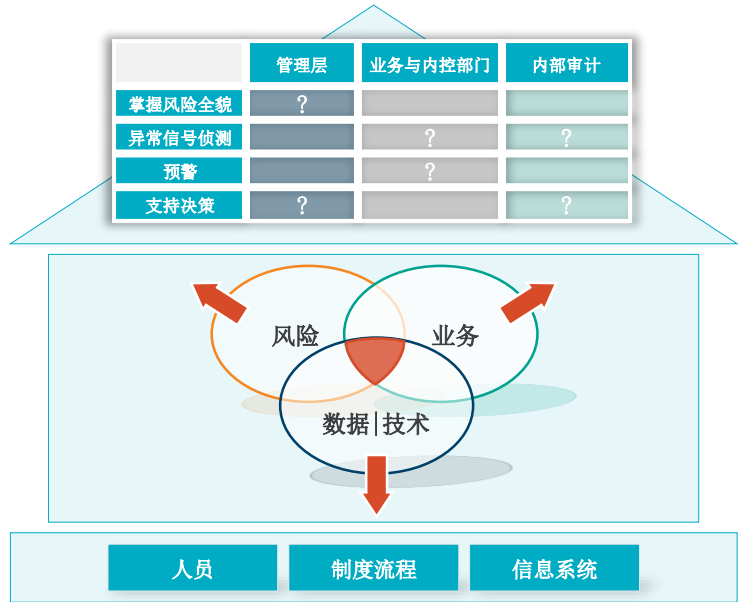 管理层 业务与内控部门 内部审计
掌握风险全貌 ?
异常信号侦测 ? ?
预警 ?
支持决策 ? ?
风险 业务
数据|技术
人员 制度流程 信息系统